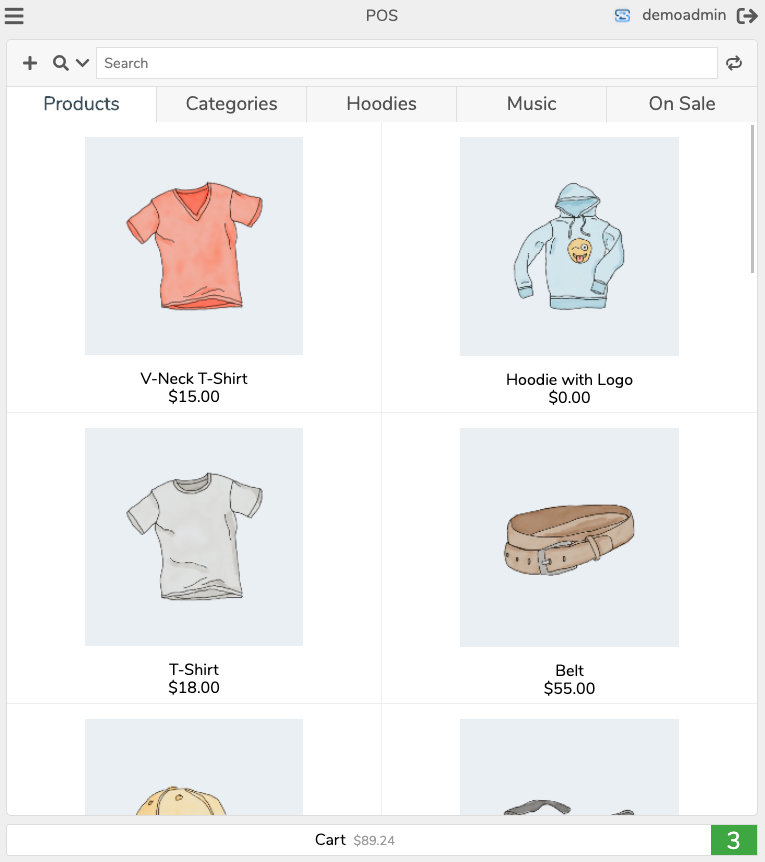 POS
demoadmin
Search
Products
Categories
Hoodies
Music
On Sale
V-Neck T-Shirt
$15.00
Hoodie with Logo
$0.00
T-Shirt
$18.00
Belt
$55.00
Cart $89.24
3